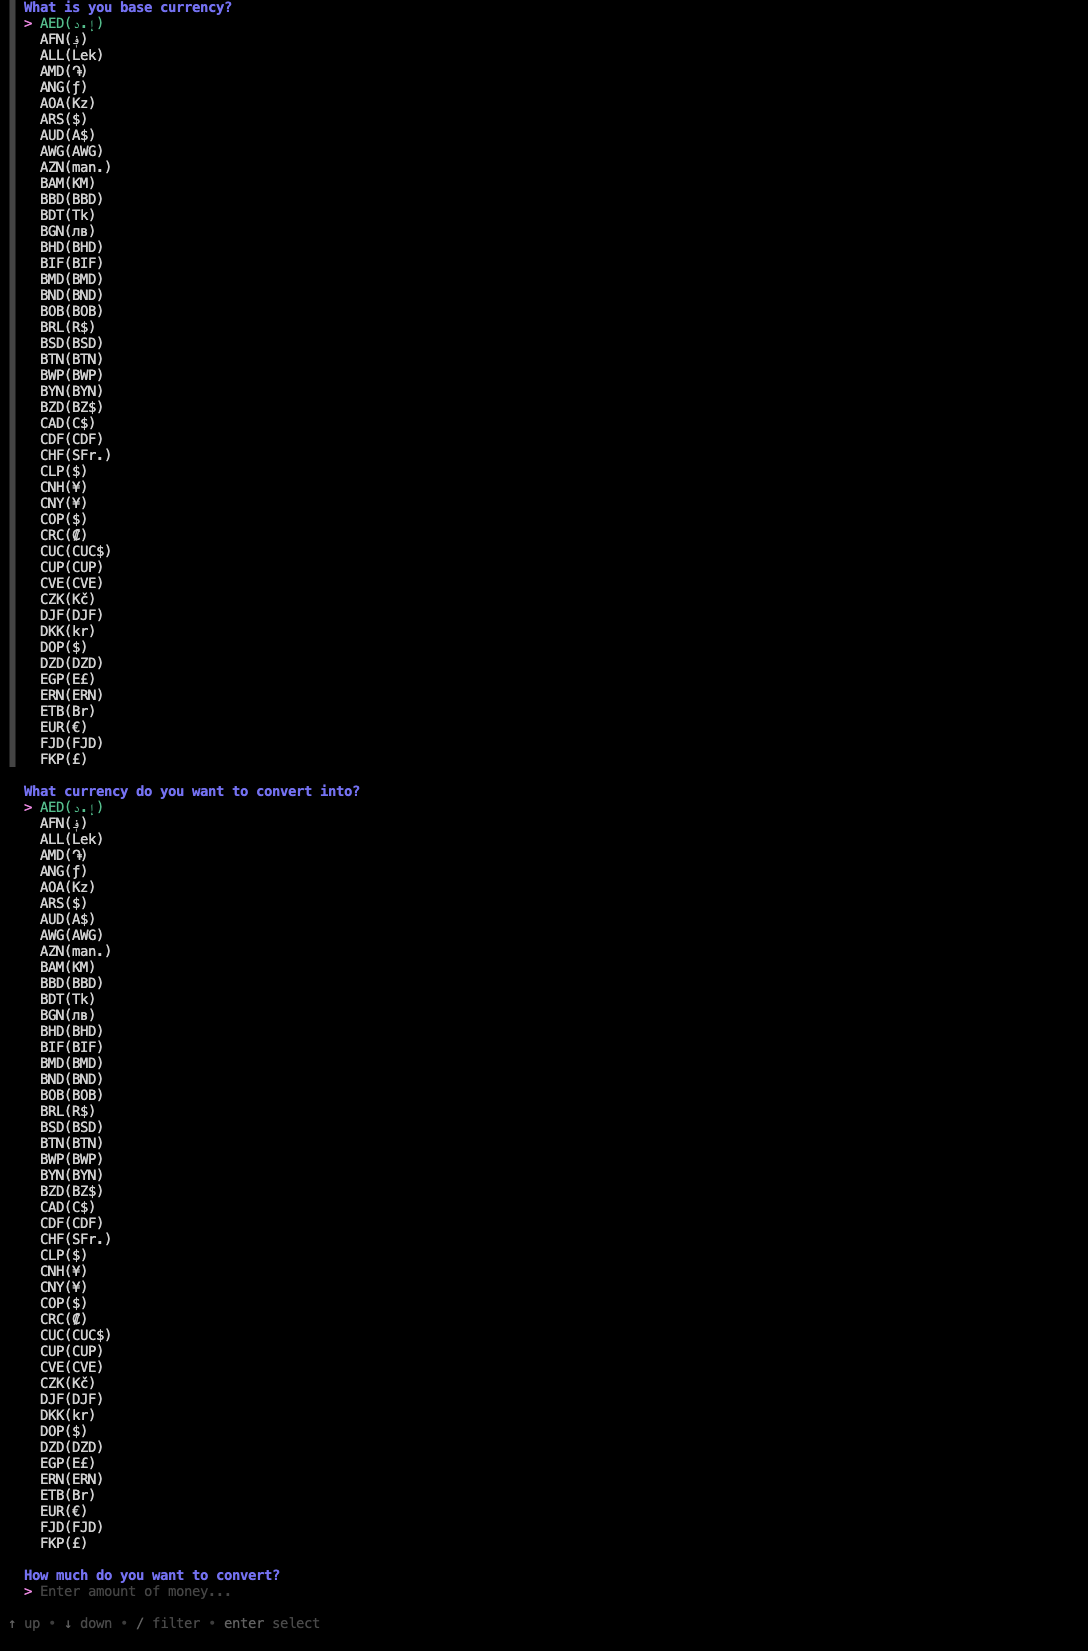 What is you base currency?
> AED(د.إ)
AFN(؋)
ALL(Lek)
AMD(֏)
ANG(ƒ)
AOA(Kz)
ARS($)
AUD(A$)
AWG(AWG)
AZN(man.)
BAM(KM)
BBD(BBD)
BDT(Tk)
BGN(лв)
BHD(BHD)
BIF(BIF)
BMD(BMD)
BND(BND)
BOB(BOB)
BRL(R$)
BSD(BSD)
BTN(BTN)
BWP(BWP)
BYN(BYN)
BZD(BZ$)
CAD(C$)
CDF(CDF)
CHF(SFr.)
CLP($)
CNH(¥)
CNY(¥)
COP($)
CRC(₡)
CUC(CUC$)
CUP(CUP)
CVE(CVE)
CZK(Kč)
DJF(DJF)
DKK(kr)
DOP($)
DZD(DZD)
EGP(E£)
ERN(ERN)
ETB(Br)
EUR(€)
FJD(FJD)
FKP(£)
What currency do you want to convert into?
> AED(د.إ)
AFN(؋)
ALL(Lek)
AMD(֏)
ANG(ƒ)
AOA(Kz)
ARS($)
AUD(A$)
AWG(AWG)
AZN(man.)
BAM(KM)
BBD(BBD)
BDT(Tk)
BGN(лв)
BHD(BHD)
BIF(BIF)
BMD(BMD)
BND(BND)
BOB(BOB)
BRL(R$)
BSD(BSD)
BTN(BTN)
BWP(BWP)
BYN(BYN)
BZD(BZ$)
CAD(C$)
CDF(CDF)
CHF(SFr.)
CLP($)
CNH(¥)
CNY(¥)
COP($)
CRC(₡)
CUC(CUC$)
CUP(CUP)
CVE(CVE)
CZK(Kč)
DJF(DJF)
DKK(kr)
DOP($)
DZD(DZD)
EGP(E£)
ERN(ERN)
ETB(Br)
EUR(€)
FJD(FJD)
FKP(£)
How much do you want to convert?
> Enter amount of money...
↑ up • ↓ down • / filter • enter select